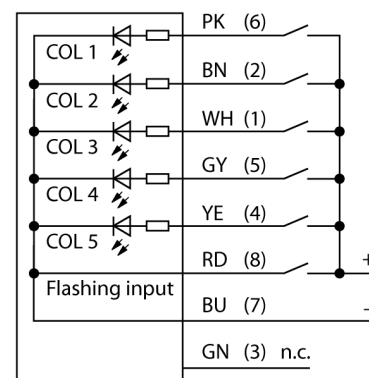 PK (6)
COL 1
BN (2)
COL 2
WH (1)
COL 3
GY (5)
COL 4
YE (4)
COL 5
RD (8)
+
Flashing input
BU (7)
–
GN (3) n.c.